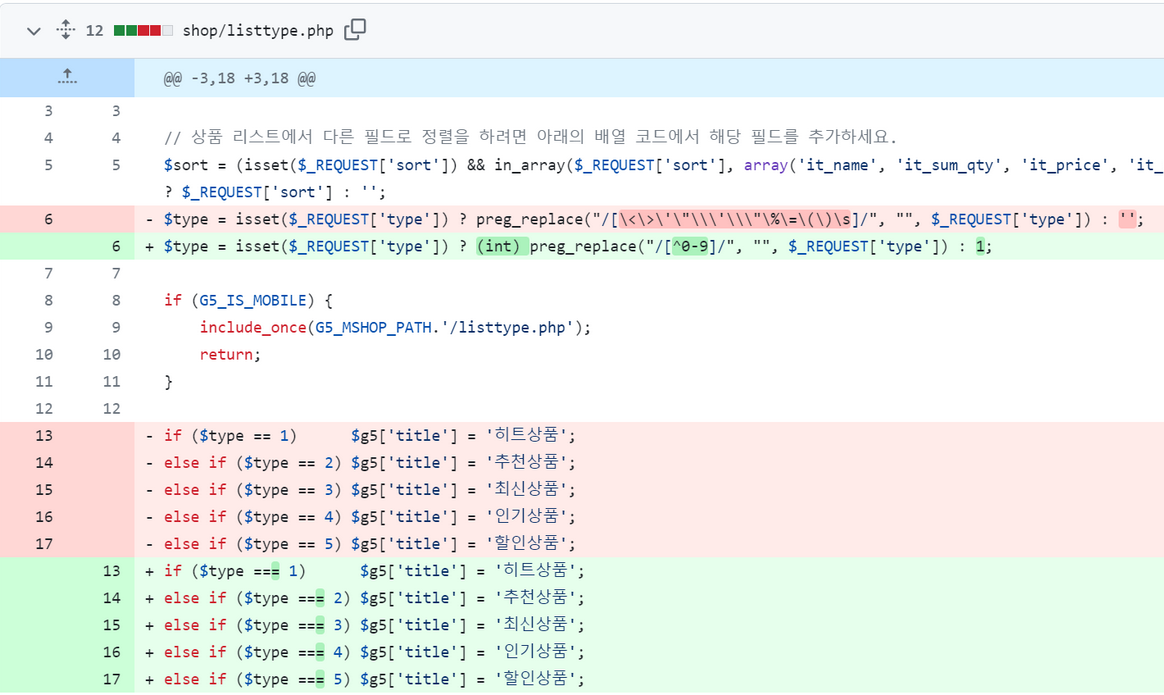 12 shop/listtype.php
@@ -3,18 +3,18 @@
3 3
4 4 // 상품 리스트에서 다른 필드로 정렬을 하려면 아래의 배열 코드에서 해당 필드를 추가하세요.
5 5 $sort = (isset($_REQUEST['sort']) && in_array($_REQUEST['sort'], array('it_name', 'it_sum_qty', 'it_price', 'it_
? $_REQUEST['sort'] : '';
6 - $type = isset($_REQUEST['type']) ? preg_replace("/[\<\>\'\"\\\'\\\"\%\=\(\)\s]/", "", $_REQUEST['type']) : '';
6 + $type = isset($_REQUEST['type']) ? (int) preg_replace("/[^0-9]/", "", $_REQUEST['type']) : 1;
7 7
8 8 if (G5_IS_MOBILE) {
9 9 include_once(G5_MSHOP_PATH.'/listtype.php');
10 10 return;
11 11 }
12 12
13 - if ($type == 1) $g5['title'] = '히트상품';
14 - else if ($type == 2) $g5['title'] = '추천상품';
15 - else if ($type == 3) $g5['title'] = '최신상품';
16 - else if ($type == 4) $g5['title'] = '인기상품';
17 - else if ($type == 5) $g5['title'] = '할인상품';
13 + if ($type === 1) $g5['title'] = '히트상품';
14 + else if ($type === 2) $g5['title'] = '추천상품';
15 + else if ($type === 3) $g5['title'] = '최신상품';
16 + else if ($type === 4) $g5['title'] = '인기상품';
17 + else if ($type === 5) $g5['title'] = '할인상품';